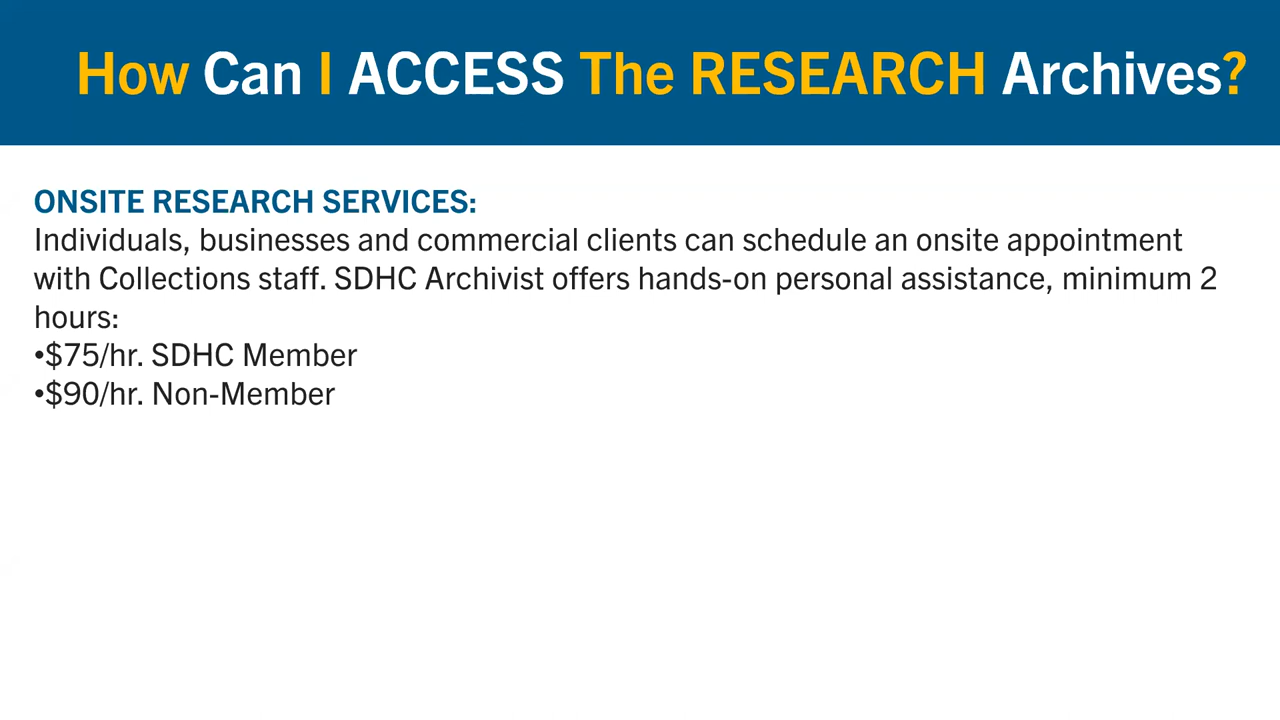 How Can I ACCESS The RESEARCH Archives?
ONSITE RESEARCH SERVICES:
Individuals, businesses and commercial clients can schedule an onsite appointment
with Collections staff. SDHC Archivist offers hands-on personal assistance, minimum 2
hours:
•$75/hr. SDHC Member
•$90/hr. Non-Member